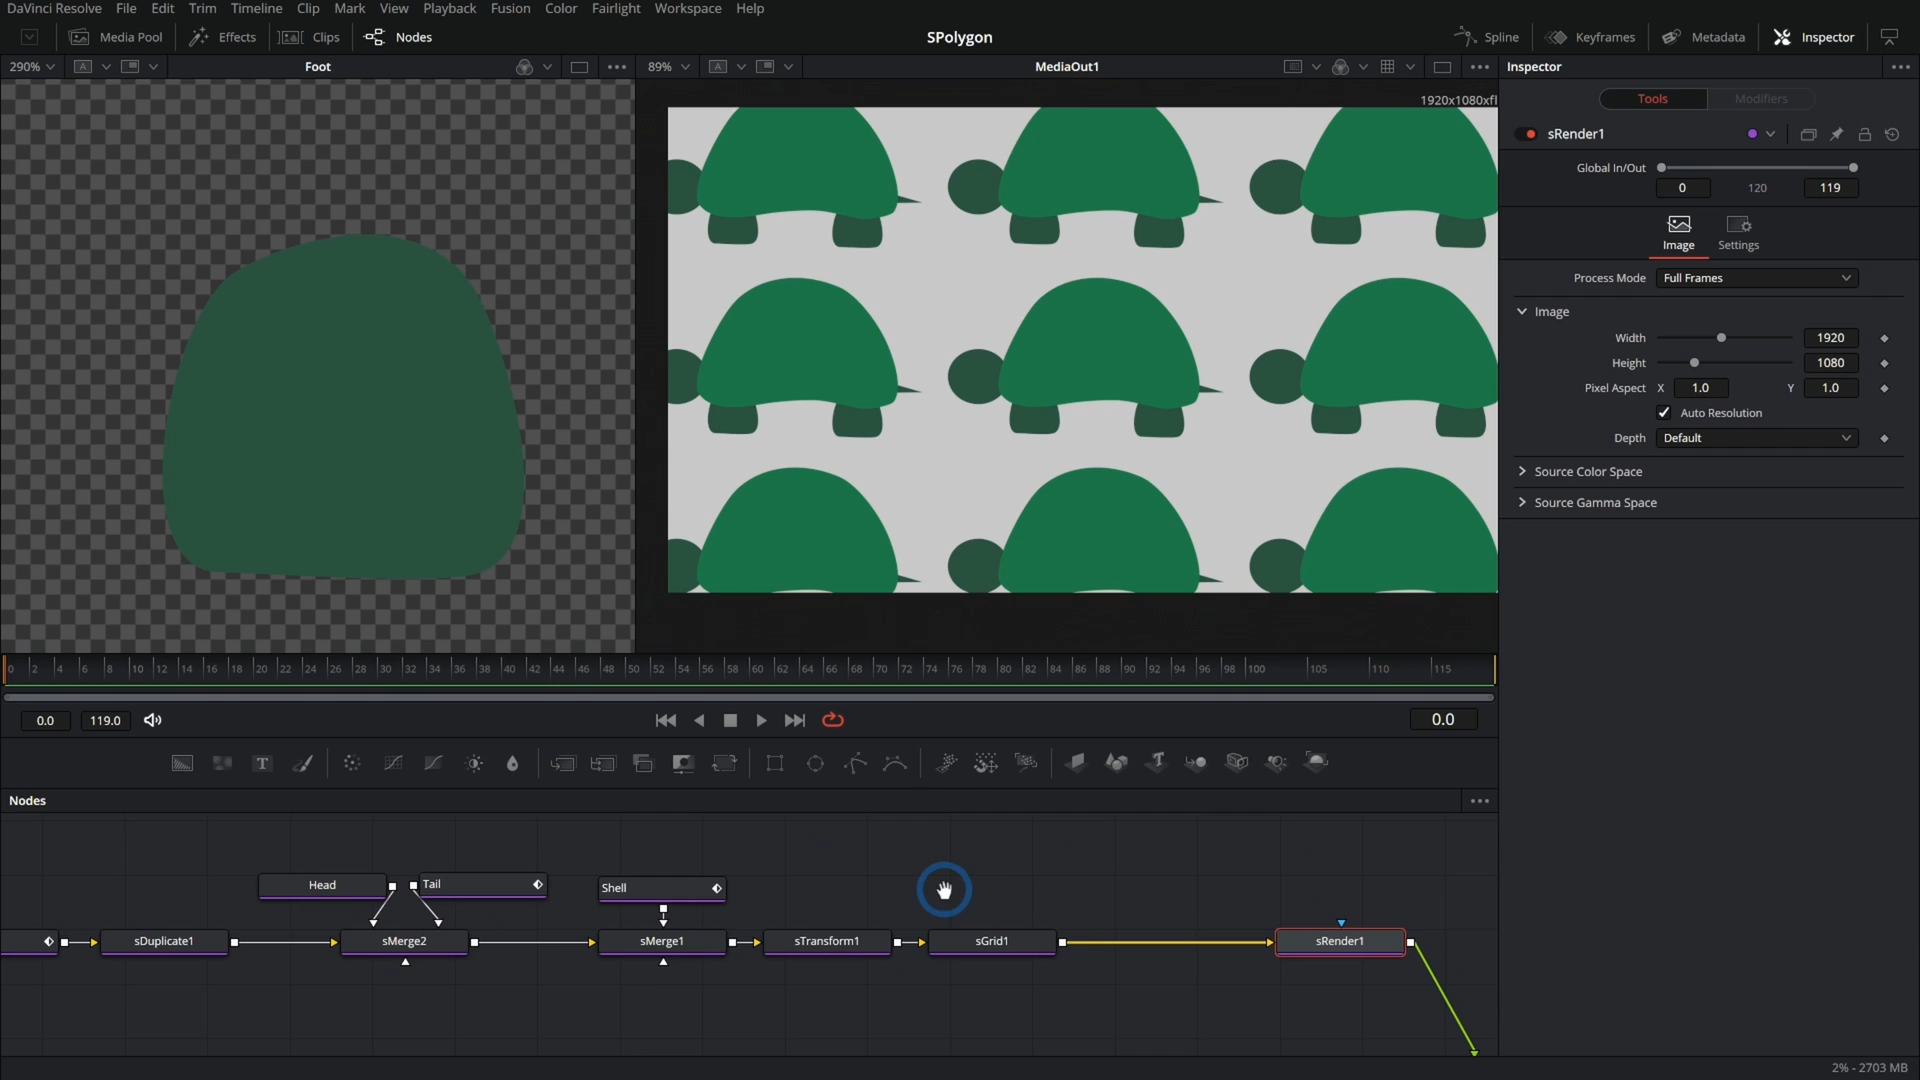 DaVinci Resolve File Edit Trim Timeline Clip Mark View Playback Fusion Color Fairlight Workspace Help
Media Pool Effects Clips Nodes SPolygon Spline Keyframes Metadata Inspector
290% A Foot 89% A MediaOut1 Inspector
1920x1080xfl
Tools Modifiers
sRender1
Global In/Out
0 120 119
Image Settings
Process Mode Full Frames
Image
Width 1920
Height 1080
Pixel Aspect X 1.0 Y 1.0
Auto Resolution
Depth Default
Source Color Space
Source Gamma Space
0 2 4 6 8 10 12 14 16 18 20 22 24 26 28 30 32 34 36 38 40 42 44 46 48 50 52 54 56 58 60 62 64 66 68 70 72 74 76 78 80 82 84 86 88 90 92 94 96 98 100 105 110 115
0.0 119.0 0.0
T T
Nodes
Head Tail Shell
sDuplicate1 sMerge2 sMerge1 sTransform1 sGrid1 sRender1
2% - 2703 MB